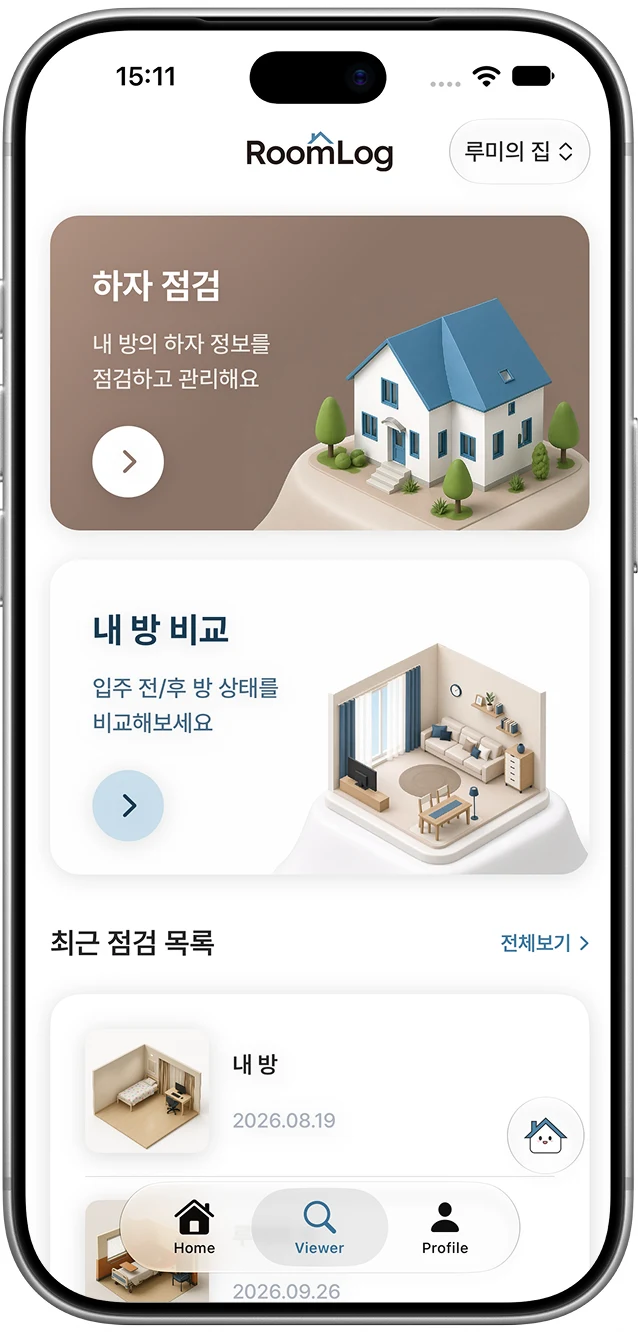 15:11
RoomLog
루미의 집
하자 점검
내 방의 하자 정보를
점검하고 관리해요
내 방 비교
입주 전/후 방 상태를
비교해보세요
최근 점검 목록
전체보기
내 방
2026.08.19
2026.09.26
Home
Viewer
Profile